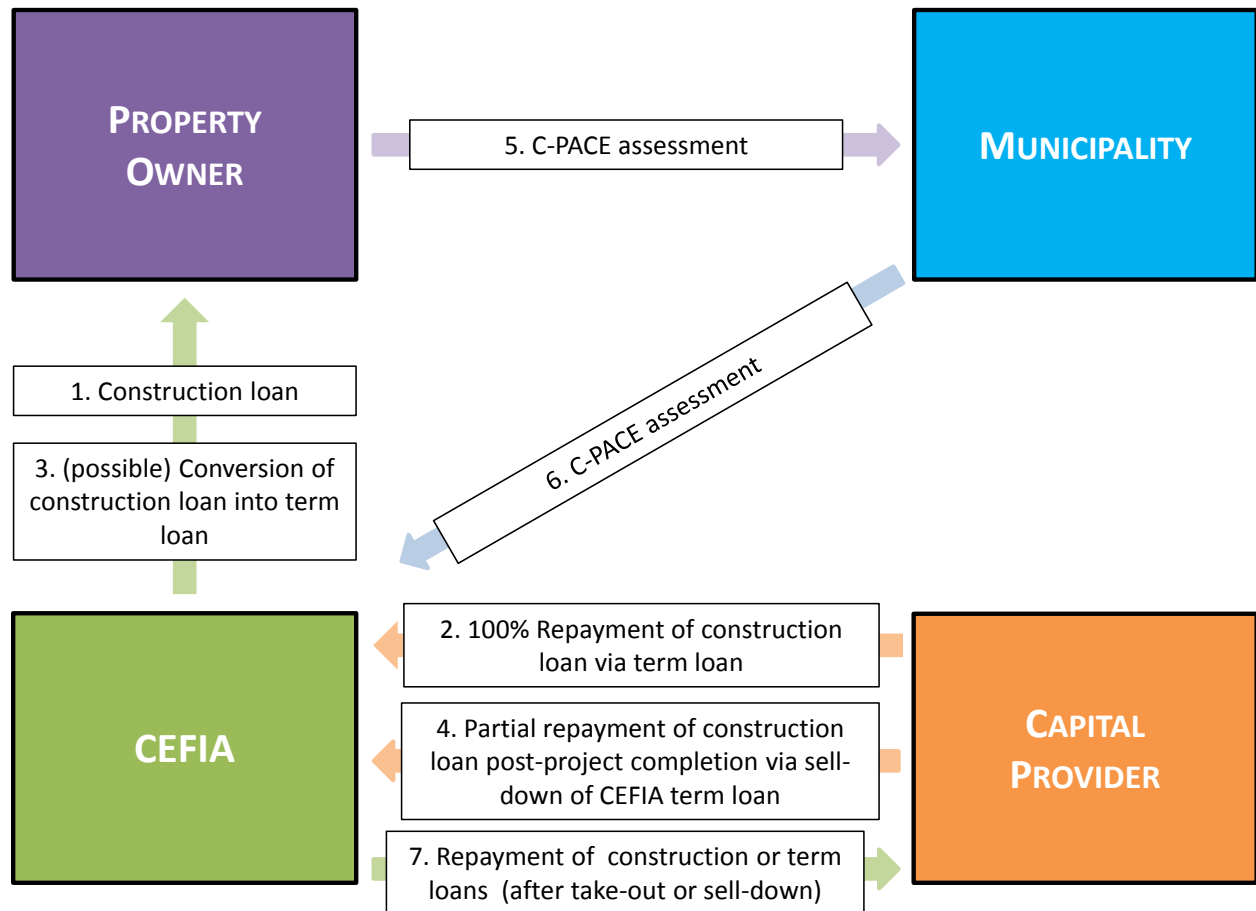 PROPERTY
OWNER
5. C-PACE assessment
MUNICIPALITY
1. Construction loan
3. (possible) Conversion of
construction loan into term
loan
6. C-PACE assessment
CEFIA
2. 100% Repayment of construction
loan via term loan
4. Partial repayment of construction
loan post-project completion via sell-
down of CEFIA term loan
7. Repayment of  construction or term
loans  (after take-out or sell-down)
CAPITAL
PROVIDER